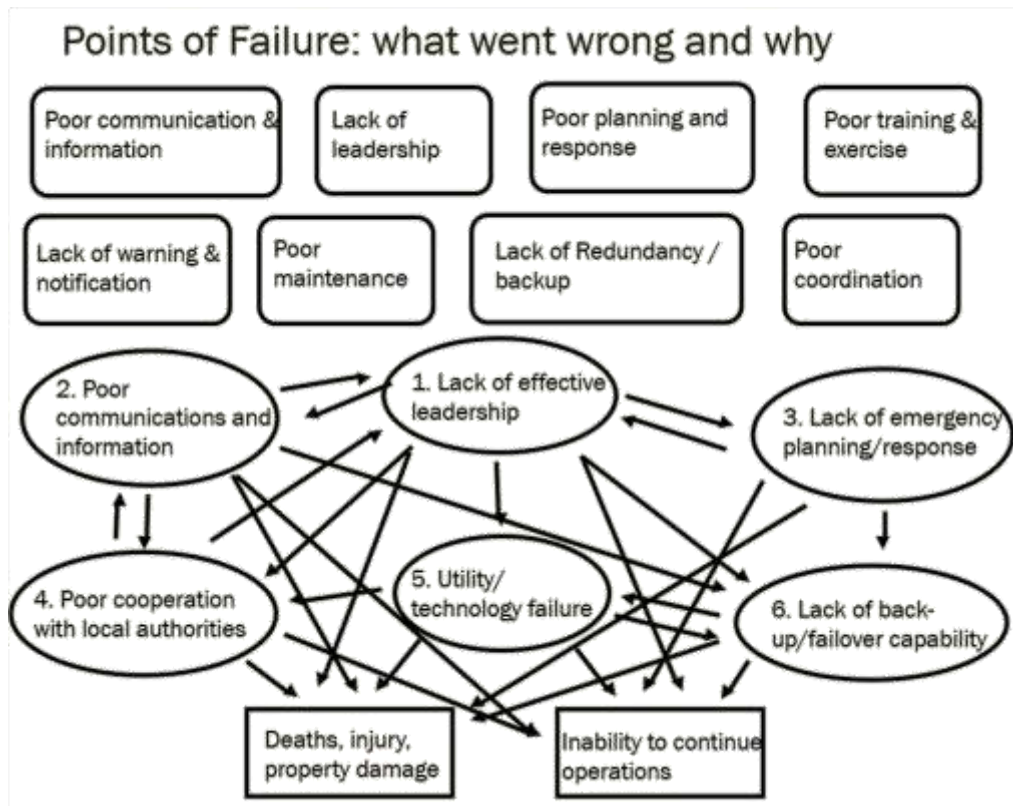 Points of Failure: what went wrong and why
Poor communication &
information
Lack of
leadership
Poor planning and
response
Poor training &
exercise
Lack of warning &
notification
Poor
maintenance
Lack of Redundancy /
backup
Poor
coordination
2. Poor
communications and
information
1. Lack of effective
leadership
3. Lack of emergency
planning/response
4. Poor cooperation
with local authorities
5. Utility/
technology failure
6. Lack of back-
up/failover capability
Deaths, injury,
property damage
Inability to continue
operations